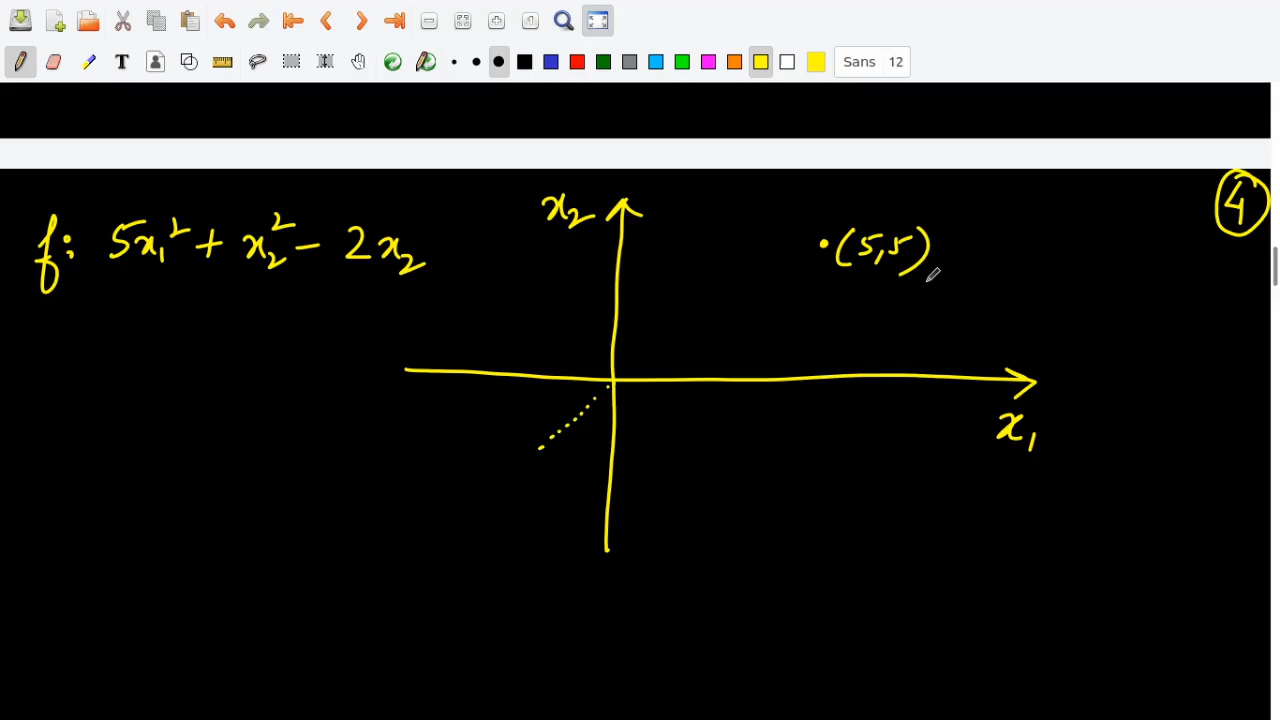 Sans 12
4
x₂
f: 5x₁² + x₂² − 2x₂
(5,5)
x₁